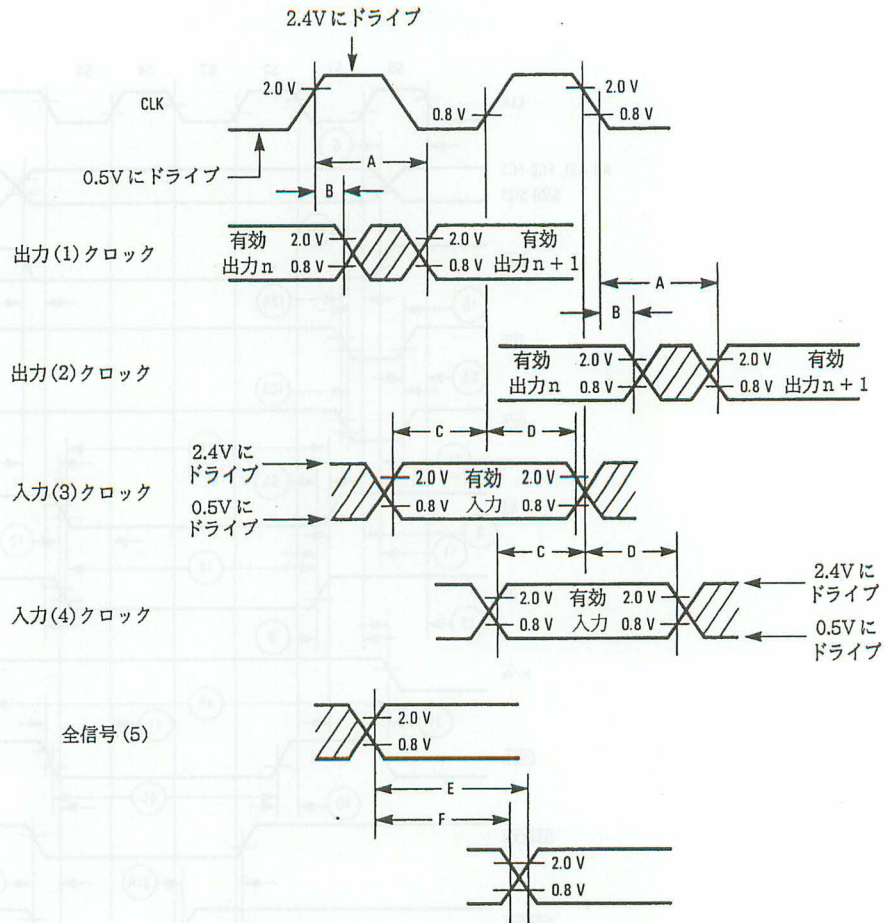 2.4Vにドライブ
2.0 V
CLK
0.8 V
0.8 V
0.5Vにドライブ
A
B
出力(1)クロック
有効 2.0 V
出力n 0.8 V
2.0 V 有効
0.8 V 出力n+1
A
B
出力(2)クロック
有効 2.0 V
出力n 0.8 V
2.0 V 有効
0.8 V 出力n+1
C
D
2.4Vに
ドライブ
入力(3)クロック
0.5Vに
ドライブ
2.0 V 有効 2.0 V
0.8 V 入力 0.8 V
C
D
入力(4)クロック
2.0 V 有効 2.0 V
0.8 V 入力 0.8 V
2.4Vに
ドライブ
0.5Vに
ドライブ
全信号(5)
2.0 V
0.8 V
E
F
2.0 V
0.8 V